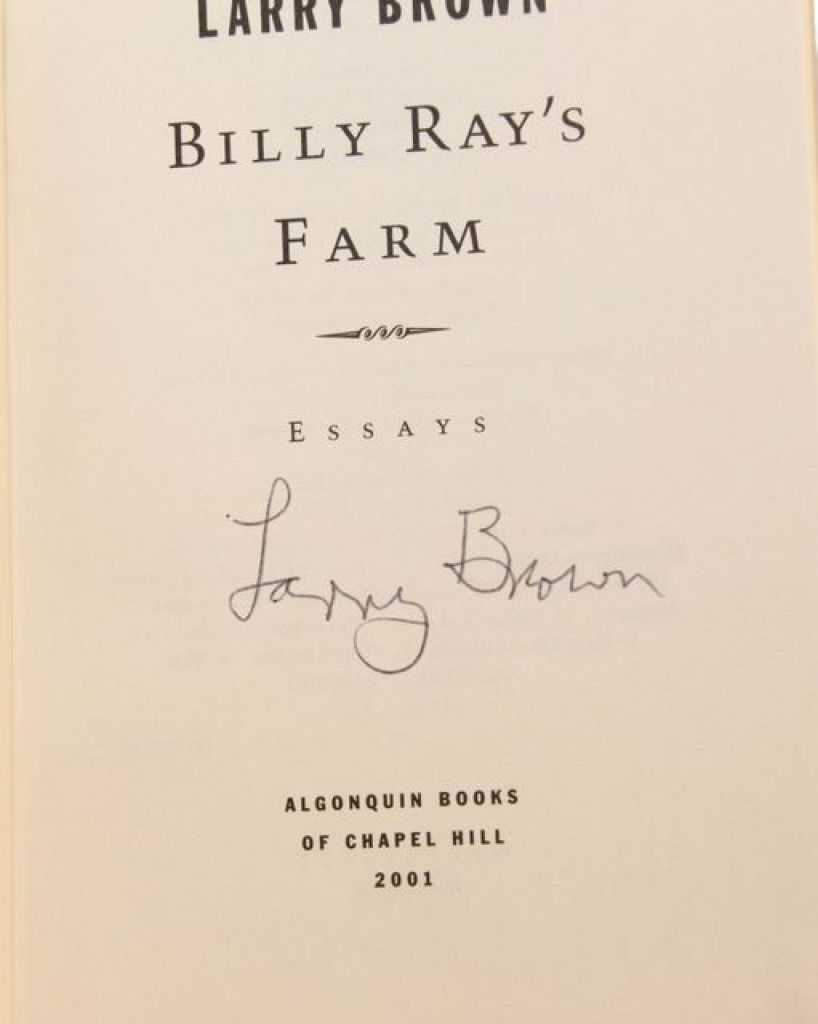 LARRY BROWN
BILLY RAY'S
FARM
ESSAYS
Larry Brown
ALGONQUIN BOOKS
OF CHAPEL HILL
2001